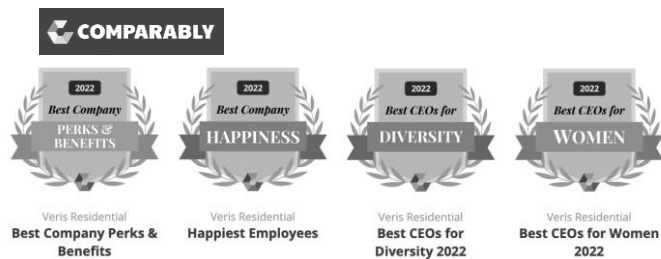 COMPARABLY
2022
Best Company
PERKS &
BENEFITS
Veris Residential
Best Company Perks &
Benefits
2022
Best Company
HAPPINESS
Veris Residential
Happiest Employees
2022
Best CEOs for
DIVERSITY
Veris Residential
Best CEOs for
Diversity 2022
2022
Best CEOs for
WOMEN
Veris Residential
Best CEOs for Women
2022